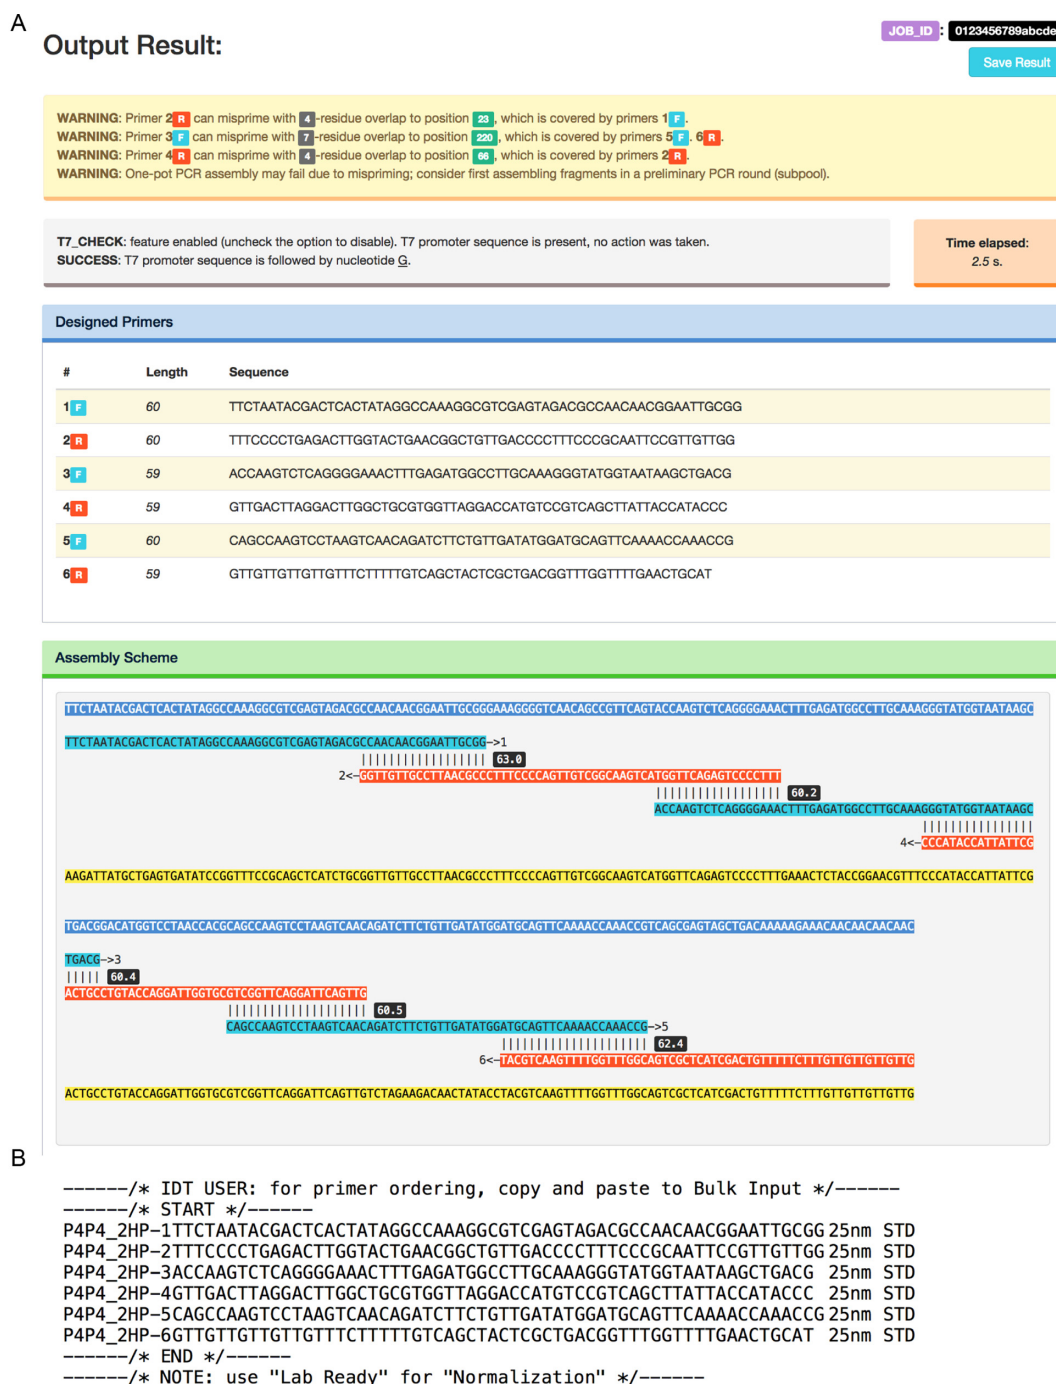 A
Output Result:
JOB_ID : 0123456789abcde
Save Result
WARNING: Primer 2 R can misprime with 4 -residue overlap to position 23 , which is covered by primers 1 F .
WARNING: Primer 3 F can misprime with 7 -residue overlap to position 220 , which is covered by primers 5 F . 6 R .
WARNING: Primer 4 R can misprime with 4 -residue overlap to position 66 , which is covered by primers 2 R .
WARNING: One-pot PCR assembly may fail due to mispriming; consider first assembling fragments in a preliminary PCR round (subpool).
T7_CHECK: feature enabled (uncheck the option to disable). T7 promoter sequence is present, no action was taken.
SUCCESS: T7 promoter sequence is followed by nucleotide G.
Time elapsed:
2.5 s.
Designed Primers
# Length Sequence
1 F 60 TTCTAATACGACTCACTATAGGCCAAAGGCGTCGAGTAGACGCCAACAACGGAATTGCGG
2 R 60 TTTCCCCTGAGACTTGGTACTGAACGGCTGTTGACCCCTTTCCCGCAATTCCGTTGTTGG
3 F 59 ACCAAGTCTCAGGGGAAACTTTGAGATGGCCTTGCAAAGGGTATGGTAATAAGCTGACG
4 R 59 GTTGACTTAGGACTTGGCTGCGTGGTTAGGACCATGTCCGTCAGCTTATTACCATACCC
5 F 60 CAGCCAAGTCCTAAGTCAACAGATCTTCTGTTGATATGGATGCAGTTCAAAACCAAACCG
6 R 59 GTTGTTGTTGTTGTTTCTTTTTGTCAGCTACTCGCTGACGGTTTGGTTTTGAACTGCAT
Assembly Scheme
TTCTAATACGACTCACTATAGGCCAAAGGCGTCGAGTAGACGCCAACAACGGAATTGCGGGAAAGGGGTCAACAGCCGTTCAGTACCAAGTCTCAGGGGAAACTTTGAGATGGCCTTGCAAAGGGTATGGTAATAAGC
TTCTAATACGACTCACTATAGGCCAAAGGCGTCGAGTAGACGCCAACAACGGAATTGCGG->1
|||||||||||||||||| 63.0
2<-GGTTGTTGCCTTAACGCCCTTTCCCCAGTTGTCGGCAAGTCATGGTTCAGAGTCCCCTTT
|||||||||||||||||| 60.2
ACCAAGTCTCAGGGGAAACTTTGAGATGGCCTTGCAAAGGGTATGGTAATAAGC
||||||||||||||||
4<-CCCATACCATTATTCG
AAGATTATGCTGAGTGATATCCGGTTTCCGCAGCTCATCTGCGGTTGTTGCCTTAACGCCCTTTCCCCAGTTGTCGGCAAGTCATGGTTCAGAGTCCCCTTTGAAACTCTACCGGAACGTTTCCCATACCATTATTCG
TGACGGACATGGTCCTAACCACGCAGCCAAGTCCTAAGTCAACAGATCTTCTGTTGATATGGATGCAGTTCAAAACCAAACCGTCAGCGAGTAGCTGACAAAAAGAAACAACAACAACAAC
TGACG->3
||||| 60.4
ACTGCCTGTACCAGGATTGGTGCGTCGGTTCAGGATTCAGTTG
|||||||||||||||||||| 60.5
CAGCCAAGTCCTAAGTCAACAGATCTTCTGTTGATATGGATGCAGTTCAAAACCAAACCG->5
||||||||||||||||||||| 62.4
6<-TACGTCAAGTTTTGGTTTGGCAGTCGCTCATCGACTGTTTTTCTTTGTTGTTGTTGTTG
ACTGCCTGTACCAGGATTGGTGCGTCGGTTCAGGATTCAGTTGTCTAGAAGACAACTATACCTACGTCAAGTTTTGGTTTGGCAGTCGCTCATCGACTGTTTTTCTTTGTTGTTGTTGTTG
B
------/* IDT USER: for primer ordering, copy and paste to Bulk Input */------
------/* START */------
P4P4_2HP-1TTCTAATACGACTCACTATAGGCCAAAGGCGTCGAGTAGACGCCAACAACGGAATTGCGG 25nm STD
P4P4_2HP-2TTTCCCCTGAGACTTGGTACTGAACGGCTGTTGACCCCTTTCCCGCAATTCCGTTGTTGG 25nm STD
P4P4_2HP-3ACCAAGTCTCAGGGGAAACTTTGAGATGGCCTTGCAAAGGGTATGGTAATAAGCTGACG 25nm STD
P4P4_2HP-4GTTGACTTAGGACTTGGCTGCGTGGTTAGGACCATGTCCGTCAGCTTATTACCATACCC 25nm STD
P4P4_2HP-5CAGCCAAGTCCTAAGTCAACAGATCTTCTGTTGATATGGATGCAGTTCAAAACCAAACCG 25nm STD
P4P4_2HP-6GTTGTTGTTGTTGTTTCTTTTTGTCAGCTACTCGCTGACGGTTTGGTTTTGAACTGCAT 25nm STD
------/* END */------
------/* NOTE: use "Lab Ready" for "Normalization" */------